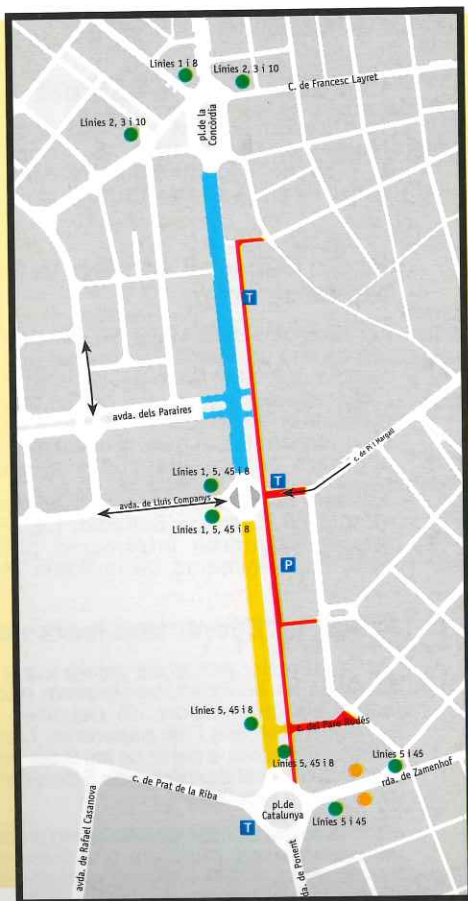 Línies 1 i 8
Línies 2, 3 i 10
C. de Francesc Layret
Línies 2, 3 i 10
pl.de la
Concòrdia
T
avda. dels Paraires
c. de Pi i Margall
Línies 1, 5, 45 i 8
T
avda. de Lluís Companys
Línies 1, 5, 45 i 8
P
Línies 5, 45 i 8
c. del Pare Rodés
Línies 5, 45 i 8
Línies 5 i 45
c. de Prat de la Riba
rda. de Zamenhof
pl.de
Catalunya
Línies 5 i 45
T
avda. de Rafael Casanova
da. de Ponent